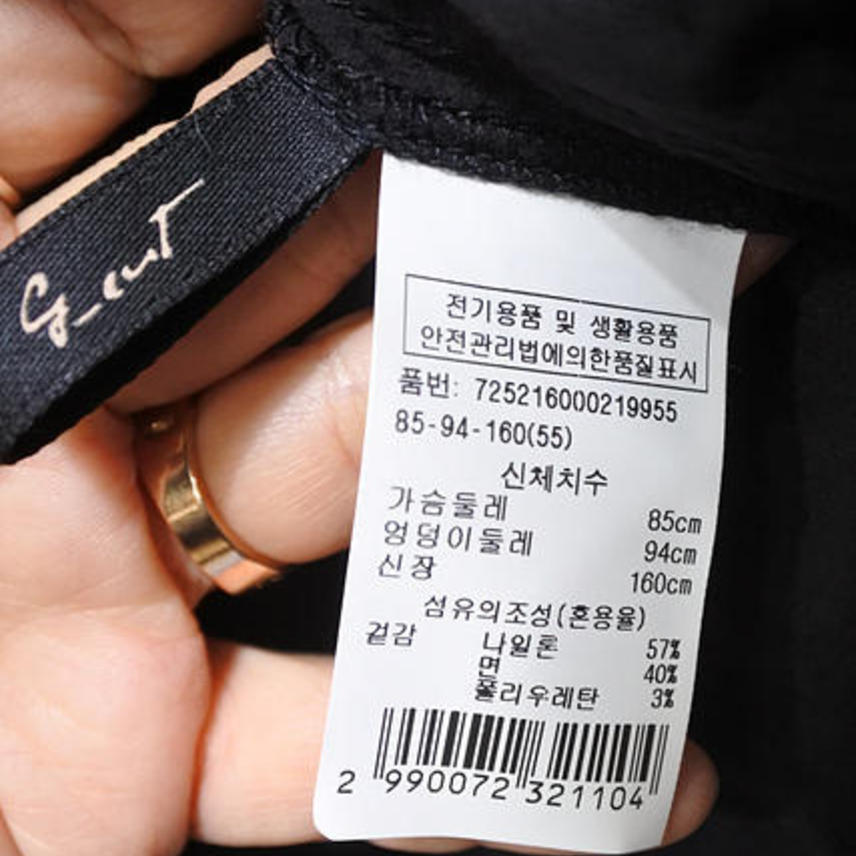 g_cut
전기용품 및 생활용품
안전관리법에의한품질표시
품번: 725216000219955
85-94-160(55)
신체치수
가슴둘레 85cm
엉덩이둘레 94cm
신장 160cm
섬유의조성(혼용율)
겉감 나일론 57%
면 40%
폴리우레탄 3%
2 990072 321104